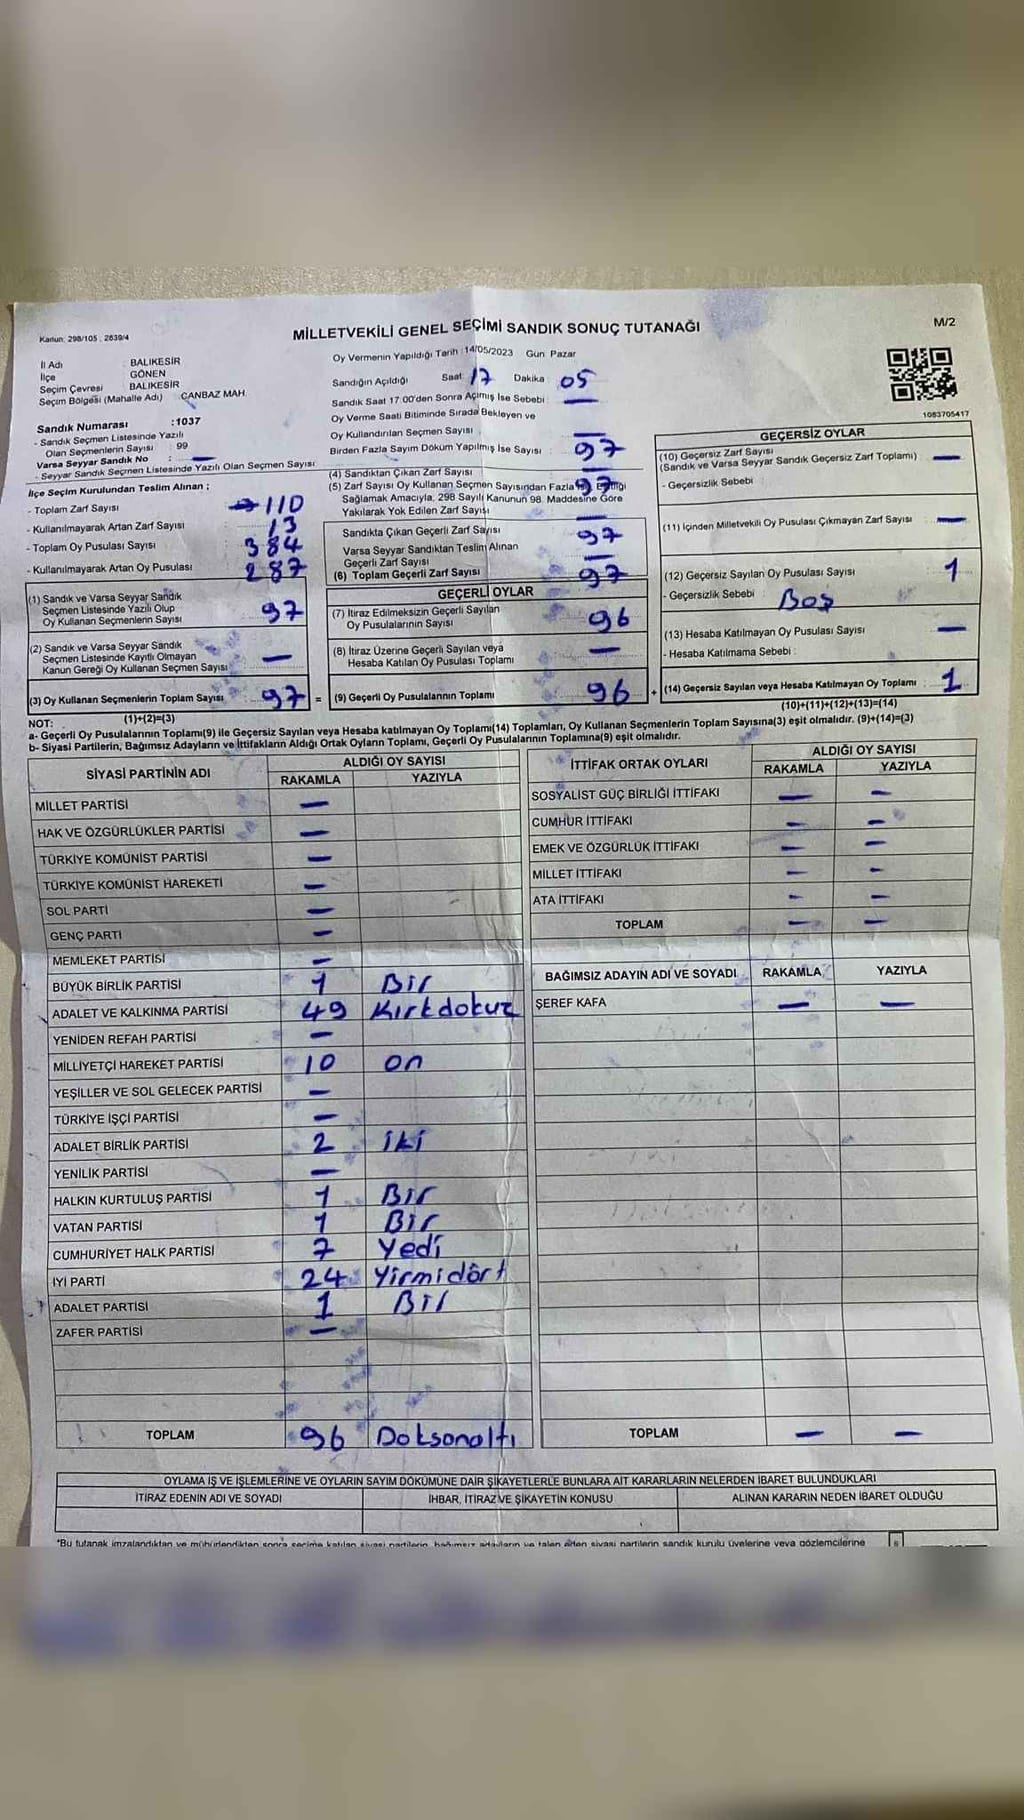 MİLLETVEKİLİ GENEL SEÇİMİ SANDIK SONUÇ TUTANAĞI
M/2
Kanun: 298/105 ; 2839/4
İl Adı : BALIKESİR
İlçe : GÖNEN
Seçim Çevresi : BALIKESİR
Seçim Bölgesi (Mahalle Adı) : CANBAZ MAH.
Sandık Numarası :1037
- Sandık Seçmen Listesinde Yazılı
Olan Seçmenlerin Sayısı : 99
Varsa Seyyar Sandık No : —
- Seyyar Sandık Seçmen Listesinde Yazılı Olan Seçmen Sayısı
İlçe Seçim Kurulundan Teslim Alınan ;
- Toplam Zarf Sayısı : 110
- Kullanılmayarak Artan Zarf Sayısı : 13
- Toplam Oy Pusulası Sayısı : 384
- Kullanılmayarak Artan Oy Pusulası : 287
(1) Sandık ve Varsa Seyyar Sandık
Seçmen Listesinde Yazılı Olup
Oy Kullanan Seçmenlerin Sayısı : 97
(2) Sandık ve Varsa Seyyar Sandık
Seçmen Listesinde Kayıtlı Olmayan
Kanun Gereği Oy Kullanan Seçmen Sayısı : —
(3) Oy Kullanan Seçmenlerin Toplam Sayısı : 97 =
(1)+(2)=(3)
Oy Vermenin Yapıldığı Tarih :14/05/2023 Gün Pazar
Sandığın Açıldığı Saat : 17 Dakika : 05
Sandık Saat 17:00'den Sonra Açılmış İse Sebebi : —
Oy Verme Saati Bitiminde Sırada Bekleyen ve
Oy Kullandırılan Seçmen Sayısı : —
Birden Fazla Sayım Döküm Yapılmış İse Sayısı : 97
(4) Sandıktan Çıkan Zarf Sayısı : —
(5) Zarf Sayısı Oy Kullanan Seçmen Sayısından Fazla 97
Sağlamak Amacıyla, 298 Sayılı Kanunun 98. Maddesine Göre
Yakılarak Yok Edilen Zarf Sayısı : —
Sandıkta Çıkan Geçerli Zarf Sayısı : 97
Varsa Seyyar Sandıktan Teslim Alınan
Geçerli Zarf Sayısı : —
(6) Toplam Geçerli Zarf Sayısı : 97
GEÇERLİ OYLAR
(7) İtiraz Edilmeksizin Geçerli Sayılan
Oy Pusulalarının Sayısı : 96
(8) İtiraz Üzerine Geçerli Sayılan veya
Hesaba Katılan Oy Pusulası Toplamı : —
(9) Geçerli Oy Pusulalarının Toplamı : 96 +
1083705417
GEÇERSİZ OYLAR
(10) Geçersiz Zarf Sayısı
(Sandık ve Varsa Seyyar Sandık Geçersiz Zarf Toplamı) : —
- Geçersizlik Sebebi :
(11) İçinden Milletvekili Oy Pusulası Çıkmayan Zarf Sayısı : —
(12) Geçersiz Sayılan Oy Pusulası Sayısı : 1
- Geçersizlik Sebebi : Boş
(13) Hesaba Katılmayan Oy Pusulası Sayısı : —
- Hesaba Katılmama Sebebi :
(14) Geçersiz Sayılan veya Hesaba Katılmayan Oy Toplamı : 1
(10)+(11)+(12)+(13)=(14)
NOT:
a- Geçerli Oy Pusulalarının Toplamı(9) ile Geçersiz Sayılan veya Hesaba katılmayan Oy Toplamı(14) Toplamları, Oy Kullanan Seçmenlerin Toplam Sayısına(3) eşit olmalıdır. (9)+(14)=(3)
b- Siyasi Partilerin, Bağımsız Adayların ve İttifakların Aldığı Ortak Oyların Toplamı, Geçerli Oy Pusulalarının Toplamına(9) eşit olmalıdır.
SİYASİ PARTİNİN ADI
ALDIĞI OY SAYISI
RAKAMLA YAZIYLA
MİLLET PARTİSİ —
HAK VE ÖZGÜRLÜKLER PARTİSİ —
TÜRKİYE KOMÜNİST PARTİSİ —
TÜRKİYE KOMÜNİST HAREKETİ —
SOL PARTİ —
GENÇ PARTİ —
MEMLEKET PARTİSİ —
BÜYÜK BİRLİK PARTİSİ 1 Bir
ADALET VE KALKINMA PARTİSİ 49 Kırkdokuz
YENİDEN REFAH PARTİSİ —
MİLLİYETÇİ HAREKET PARTİSİ 10 on
YEŞİLLER VE SOL GELECEK PARTİSİ —
TÜRKİYE İŞÇİ PARTİSİ —
ADALET BİRLİK PARTİSİ 2 iki
YENİLİK PARTİSİ —
HALKIN KURTULUŞ PARTİSİ 1 Bir
VATAN PARTİSİ 1 Bir
CUMHURİYET HALK PARTİSİ 7 Yedi
İYİ PARTİ 24 Yirmidört
ADALET PARTİSİ 1 Bir
ZAFER PARTİSİ —
TOPLAM 96 Doksanaltı
İTTİFAK ORTAK OYLARI
ALDIĞI OY SAYISI
RAKAMLA YAZIYLA
SOSYALİST GÜÇ BİRLİĞİ İTTİFAKI — —
CUMHUR İTTİFAKI — —
EMEK VE ÖZGÜRLÜK İTTİFAKI — —
MİLLET İTTİFAKI — —
ATA İTTİFAKI — —
TOPLAM — —
BAĞIMSIZ ADAYIN ADI VE SOYADI RAKAMLA YAZIYLA
ŞEREF KAFA — —
TOPLAM — —
OYLAMA İŞ VE İŞLEMLERİNE VE OYLARIN SAYIM DÖKÜMÜNE DAİR ŞİKAYETLERLE BUNLARA AİT KARARLARIN NELERDEN İBARET BULUNDUKLARI
İTİRAZ EDENİN ADI VE SOYADI
İHBAR, İTİRAZ VE ŞİKAYETİN KONUSU
ALINAN KARARIN NEDEN İBARET OLDUĞU
*Bu tutanak imzalandıktan ve mühürlendikten sonra seçime katılan siyasi partilerin, bağımsız adayların ve talep eden siyasi partilerin sandık kurulu üyelerine veya gözlemcilerine